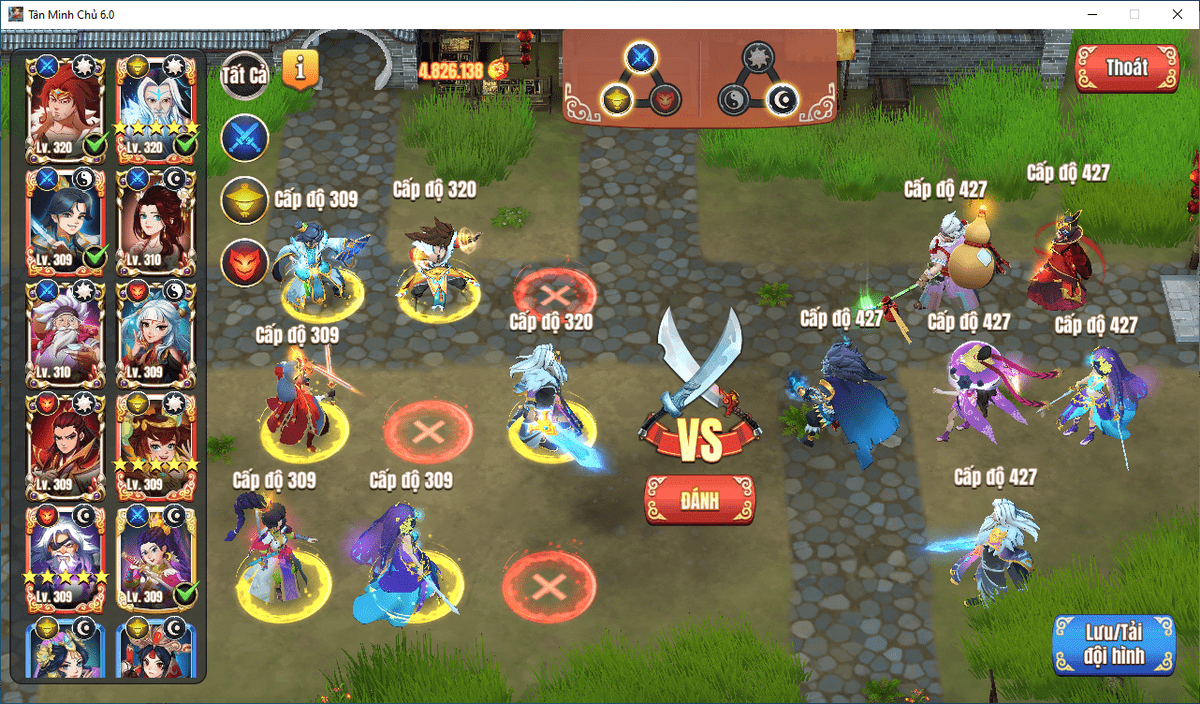 Tân Minh Chủ 6.0
Tất Cả
i
4.826.138
Thoát
Lv. 320
Lv. 320
Lv. 309
Lv. 310
Lv. 310
Lv. 309
Lv. 309
Lv. 309
Lv. 309
Lv. 309
Cấp độ 309
Cấp độ 320
Cấp độ 427
Cấp độ 427
Cấp độ 309
Cấp độ 320
Cấp độ 427
Cấp độ 427
Cấp độ 427
VS
Cấp độ 309
Cấp độ 309
Cấp độ 427
ĐÁNH
Lưu/Tải
đội hình